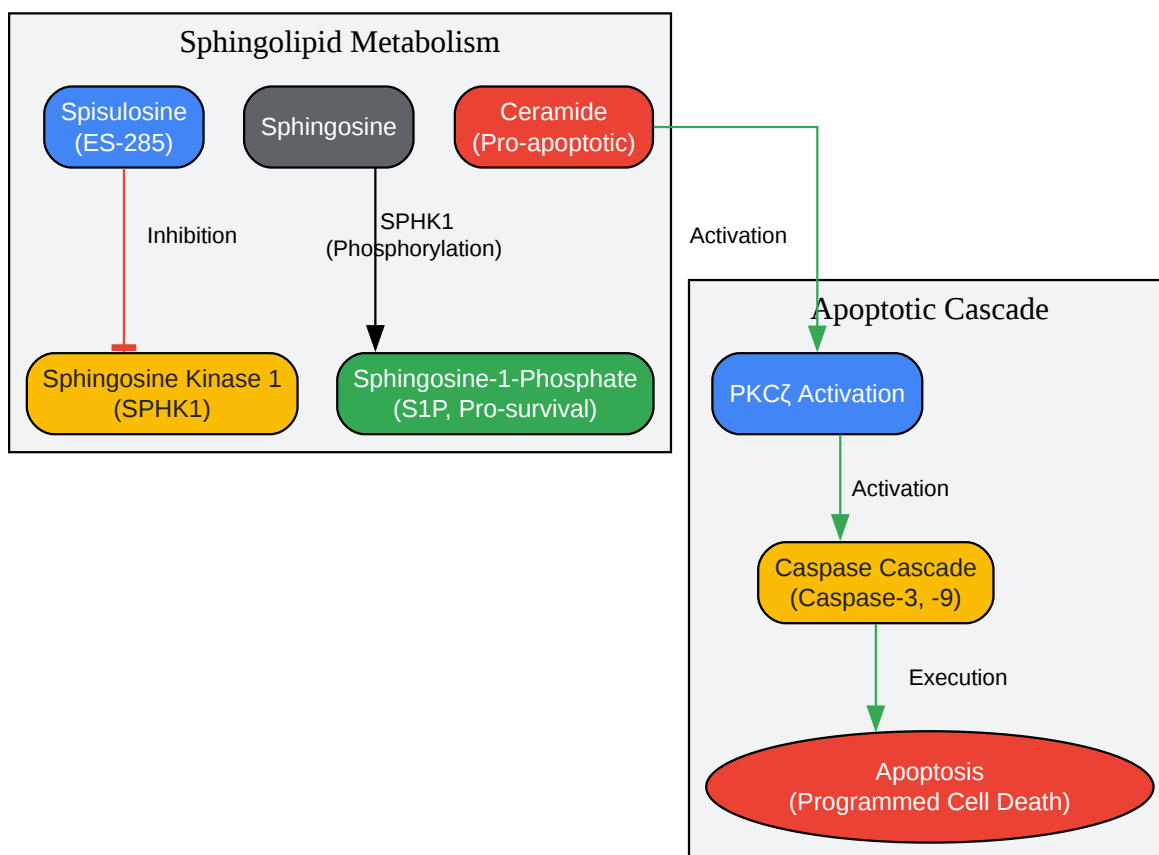 Sphingolipid Metabolism
Spisulosine
(ES-285)
Sphingosine
Ceramide
(Pro-apoptotic)
Inhibition
SPHK1
(Phosphorylation)
Activation
Sphingosine Kinase 1
(SPHK1)
Sphingosine-1-Phosphate
(S1P, Pro-survival)
Apoptotic Cascade
PKCζ Activation
Activation
Caspase Cascade
(Caspase-3, -9)
Execution
Apoptosis
(Programmed Cell Death)